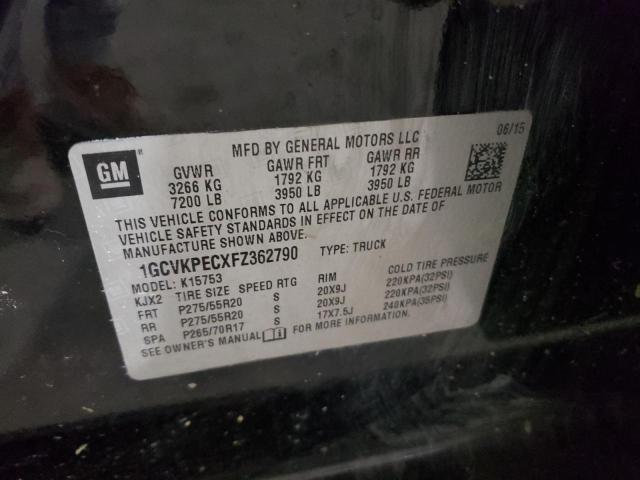 GM
MFD BY GENERAL MOTORS LLC 06/15
GVWR GAWR FRT GAWR RR
3266 KG 1792 KG 1792 KG
7200 LB 3950 LB 3950 LB
THIS VEHICLE CONFORMS TO ALL APPLICABLE U.S. FEDERAL MOTOR
VEHICLE SAFETY STANDARDS IN EFFECT ON THE DATE OF
MANUFACTURE SHOWN ABOVE.
1GCVKPECXFZ362790 TYPE: TRUCK
MODEL: K15753
KJX2 TIRE SIZE SPEED RTG RIM COLD TIRE PRESSURE
FRT P275/55R20 S 20X9J 220KPA(32PSI)
RR P275/55R20 S 20X9J 220KPA(32PSI)
SPA P265/70R17 S 17X7.5J 240KPA(35PSI)
SEE OWNER'S MANUAL FOR MORE INFORMATION.